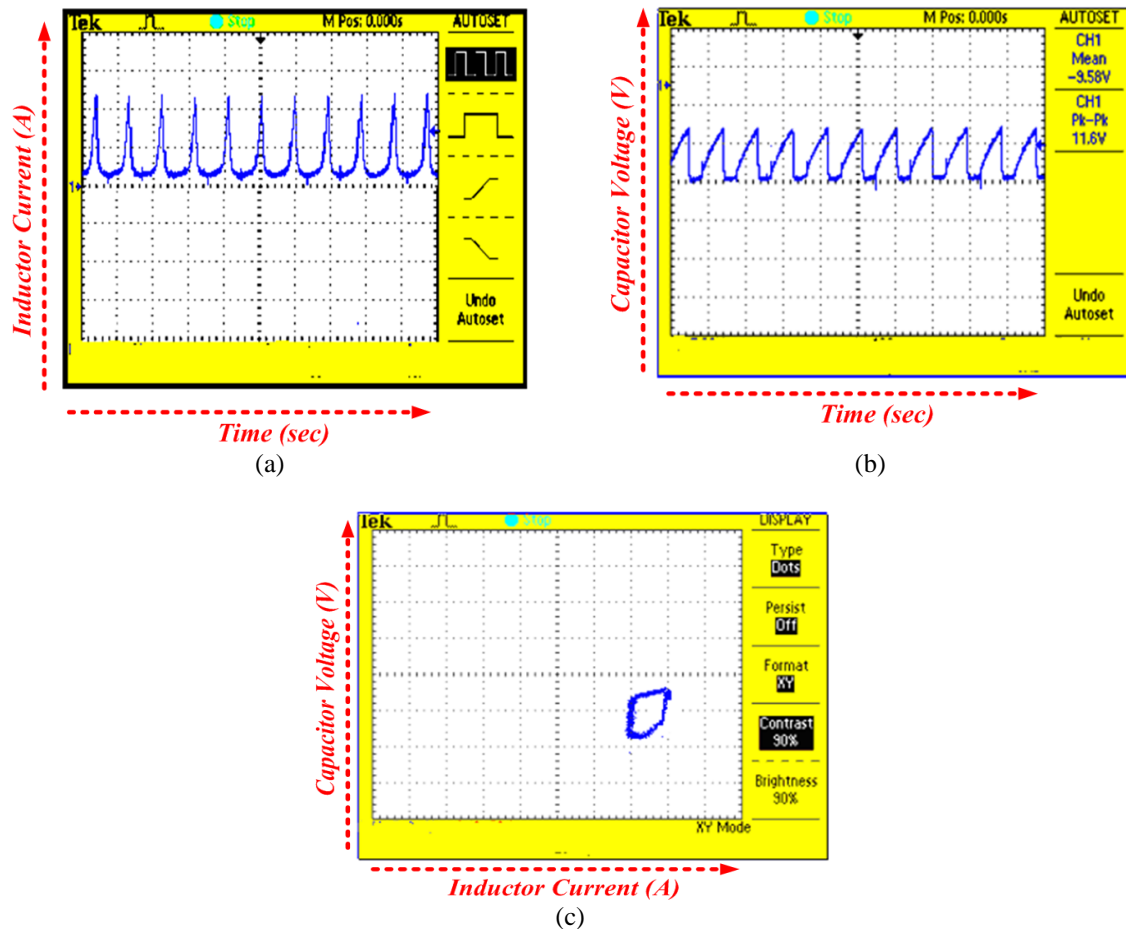 Tek Stop M Pos: 0.000s AUTOSET
1
Undo
Autoset
Inductor Current (A)
Time (sec)
(a)
Tek Stop M Pos: 0.000s AUTOSET
CH1
Mean
-9.58V
CH1
Pk-Pk
11.6V
1
Undo
Autoset
Capacitor Voltage (V)
Time (sec)
(b)
Tek Stop DISPLAY
Type
Dots
Persist
Off
Format
XY
Contrast
90%
Brightness
90%
XY Mode
Capacitor Voltage (V)
Inductor Current (A)
(c)